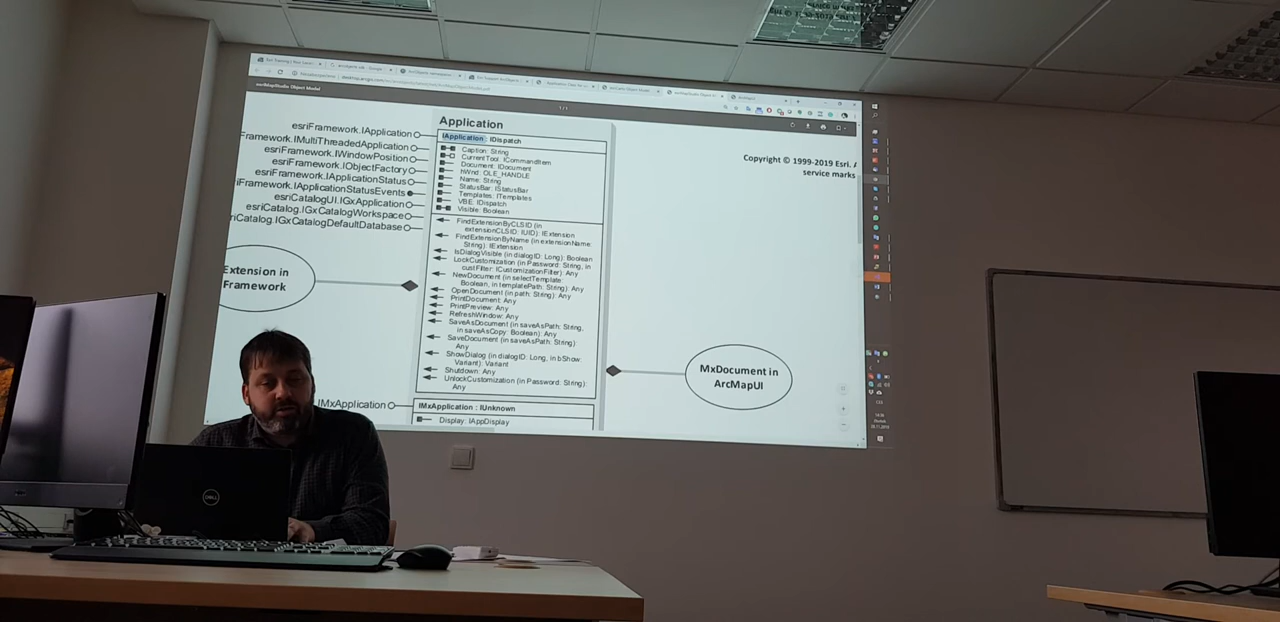 esriMapStudio Object Model
Application
IApplication : IDispatch
Caption: String
CurrentTool: ICommandItem
Document: IDocument
hWnd: OLE_HANDLE
Name: String
StatusBar: IStatusBar
Templates: ITemplates
VBE: IDispatch
Visible: Boolean
FindExtensionByCLSID (in
extensionCLSID: IUID): IExtension
FindExtensionByName (in extensionName:
String): IExtension
IsDialogVisible (in dialogID: Long): Boolean
LockCustomization (in Password: String, in
custFilter: ICustomizationFilter): Any
NewDocument (in selectTemplate:
Boolean, in templatePath: String): Any
OpenDocument (in path: String): Any
PrintDocument: Any
PrintPreview: Any
RefreshWindow: Any
SaveAsDocument (in saveAsPath: String,
in saveAsCopy: Boolean): Any
SaveDocument (in saveAsPath: String):
Any
ShowDialog (in dialogID: Long, in bShow:
Variant): Variant
Shutdown: Any
UnlockCustomization (in Password: String):
Any
IMxApplication : IUnknown
Display: IAppDisplay
esriFramework.IApplication
Framework.IMultiThreadedApplication
esriFramework.IWindowPosition
esriFramework.IObjectFactory
esriFramework.IApplicationStatus
iFramework.IApplicationStatusEvents
esriCatalogUI.IGxApplication
esriCatalog.IGxCatalogWorkspace
riCatalog.IGxCatalogDefaultDatabase
Extension in
Framework
IMxApplication
Copyright © 1999-2019 Esri.
service marks
MxDocument in
ArcMapUI
DELL